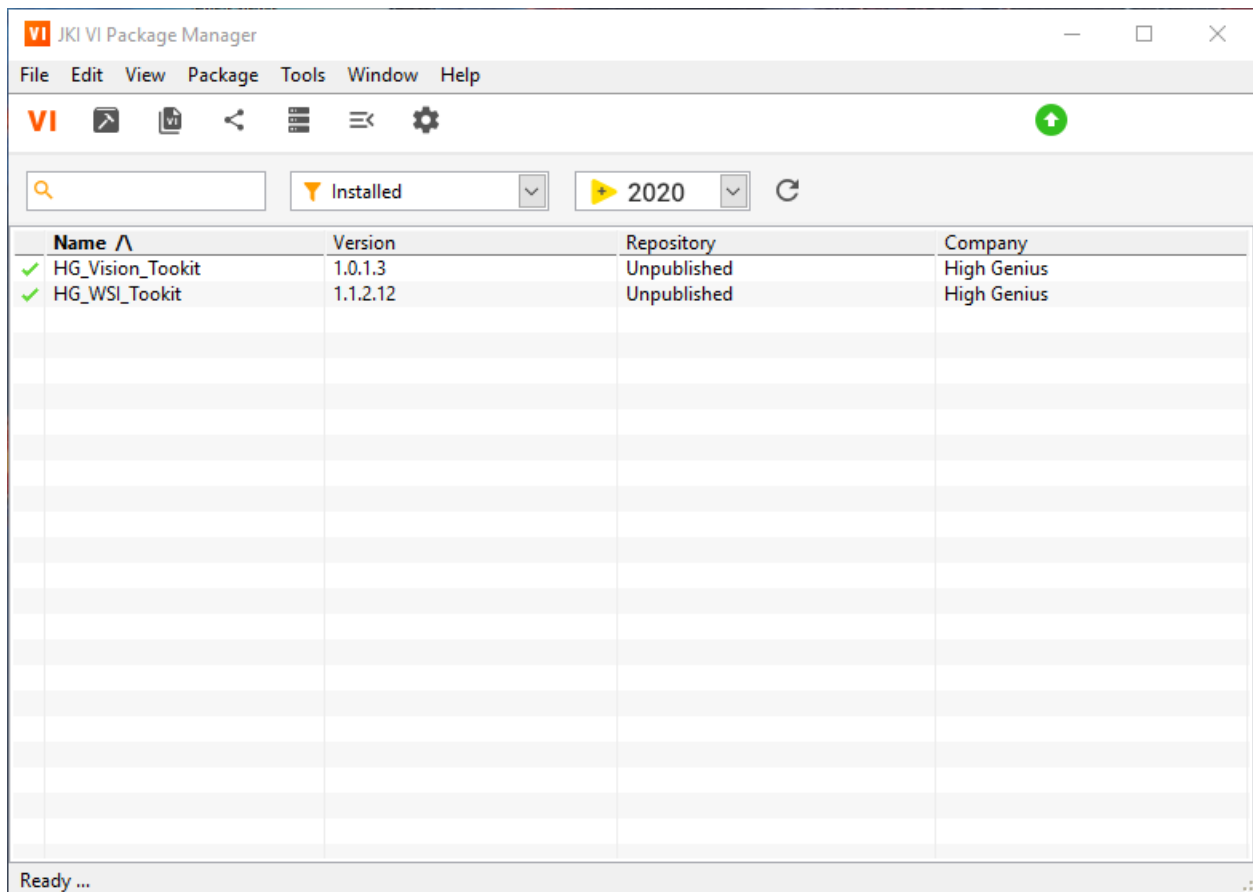 VI JKI VI Package Manager
File Edit View Package Tools Window Help
VI VI
Installed 2020
Name /\ Version Repository Company
HG_Vision_Tookit 1.0.1.3 Unpublished High Genius
HG_WSI_Tookit 1.1.2.12 Unpublished High Genius
Ready ...